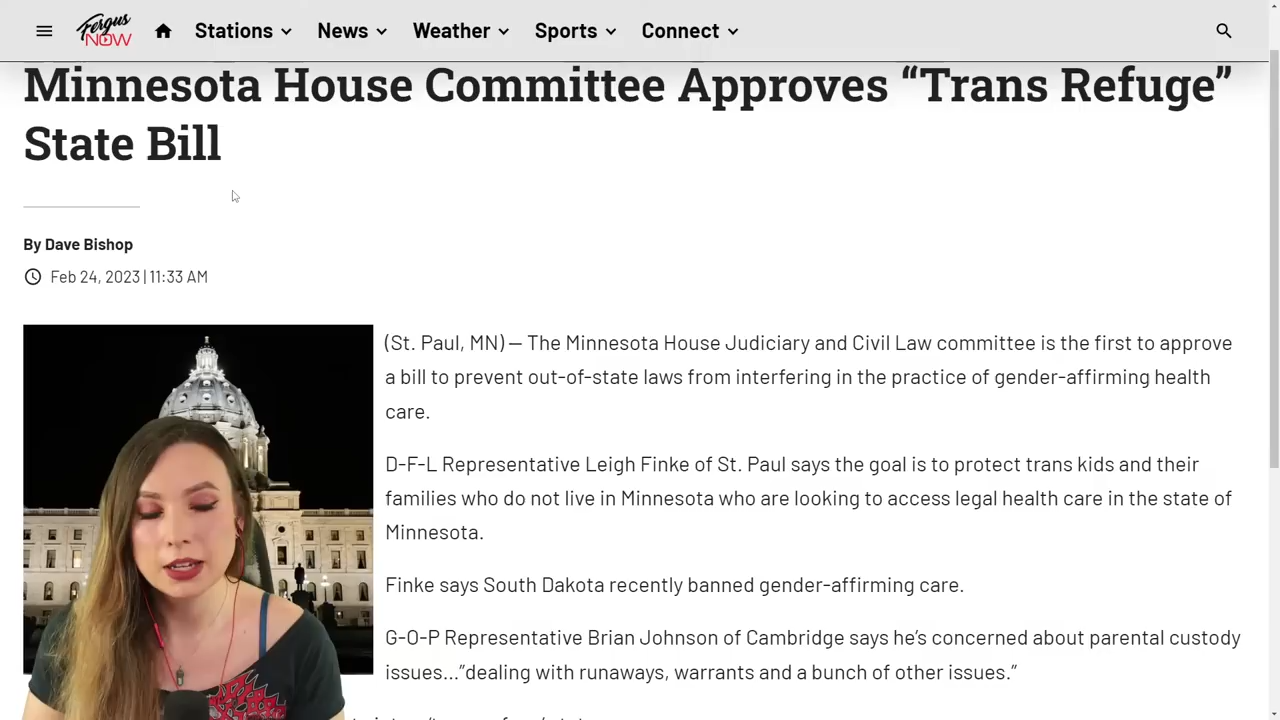 Fergus
NOW
Stations
News
Weather
Sports
Connect
Minnesota House Committee Approves “Trans Refuge”
State Bill
By Dave Bishop
Feb 24, 2023 | 11:33 AM
(St. Paul, MN) — The Minnesota House Judiciary and Civil Law committee is the first to approve
a bill to prevent out-of-state laws from interfering in the practice of gender-affirming health
care.
D-F-L Representative Leigh Finke of St. Paul says the goal is to protect trans kids and their
families who do not live in Minnesota who are looking to access legal health care in the state of
Minnesota.
Finke says South Dakota recently banned gender-affirming care.
G-O-P Representative Brian Johnson of Cambridge says he’s concerned about parental custody
issues...”dealing with runaways, warrants and a bunch of other issues.”